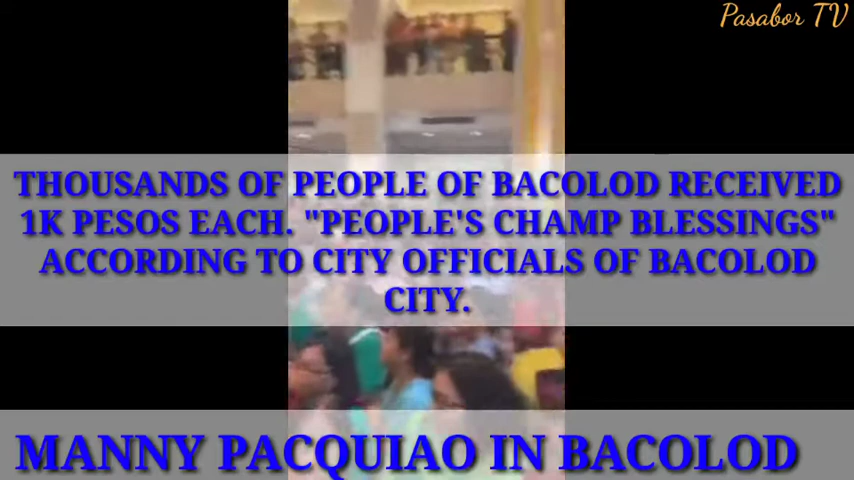 Pasabor TV
THOUSANDS OF PEOPLE OF BACOLOD RECEIVED
1K PESOS EACH. "PEOPLE'S CHAMP BLESSINGS"
ACCORDING TO CITY OFFICIALS OF BACOLOD
CITY.
MANNY PACQUIAO IN BACOLOD